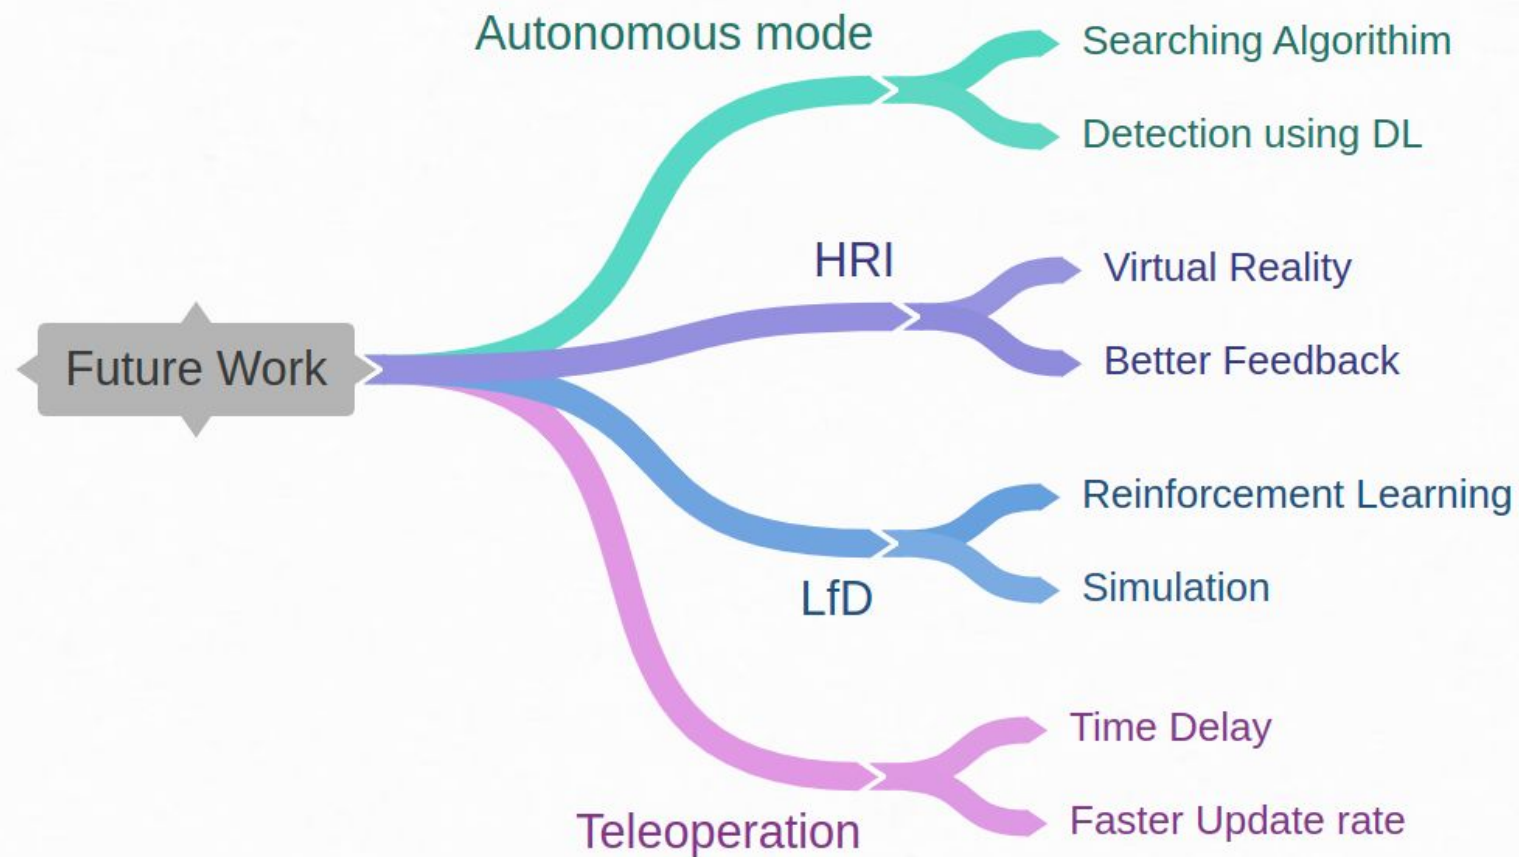 Future Work
Autonomous mode
Searching Algorithim
Detection using DL
HRI
Virtual Reality
Better Feedback
LfD
Reinforcement Learning
Simulation
Teleoperation
Time Delay
Faster Update rate